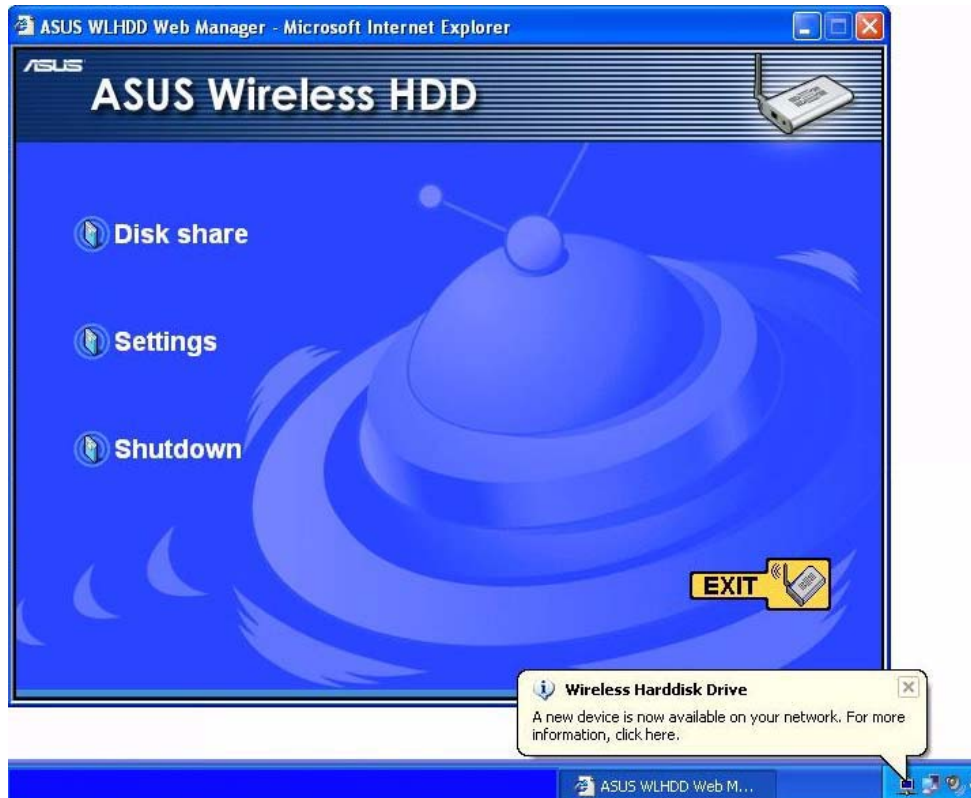 ASUS WLHDD Web Manager - Microsoft Internet Explorer
ASUS
ASUS Wireless HDD
Disk share
Settings
Shutdown
EXIT
Wireless Harddisk Drive
A new device is now available on your network. For more
information, click here.
ASUS WLHDD Web M...